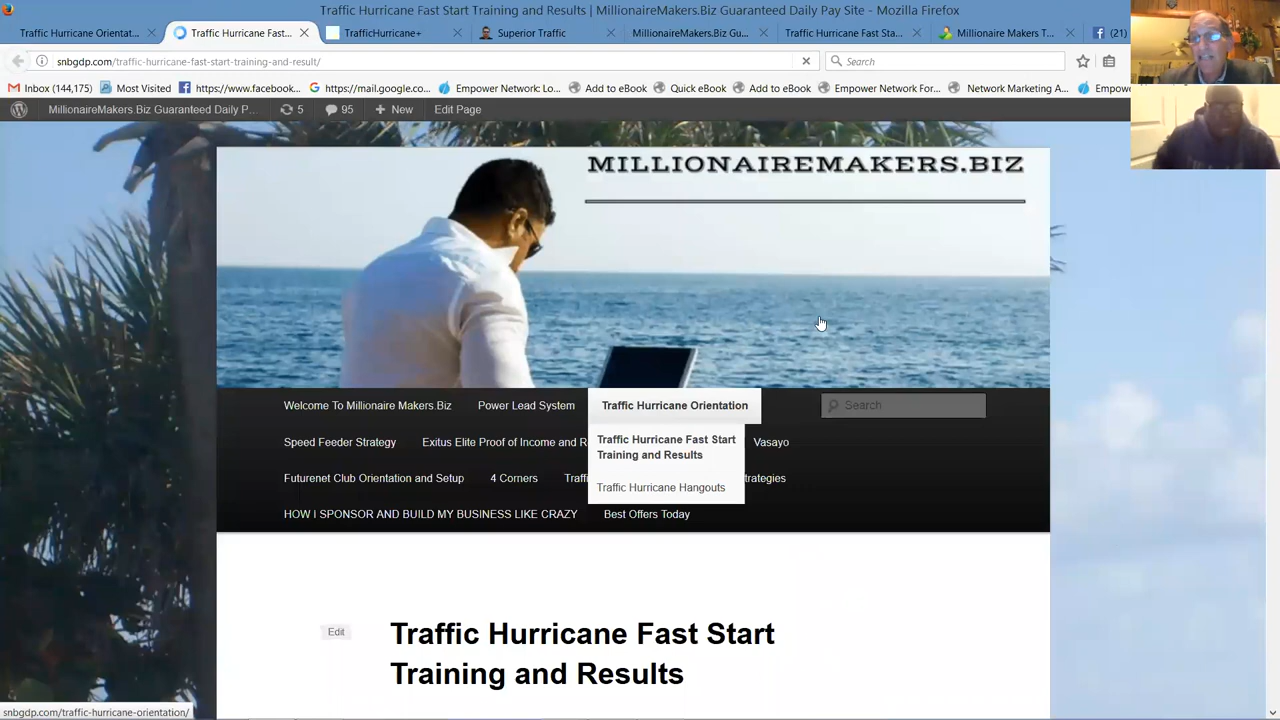 Traffic Hurricane Fast Start Training and Results | MillionaireMakers.Biz Guaranteed Daily Pay Site - Mozilla Firefox
Traffic Hurricane Orientat...
Traffic Hurricane Fast...
TrafficHurricane+
Superior Traffic
MillionaireMakers.Biz Gu...
Traffic Hurricane Fast Sta...
Millionaire Makers T...
(21)
snbgdp.com/traffic-hurricane-fast-start-training-and-result/
Search
Inbox (144,175)
Most Visited
https://www.facebook...
https://mail.google.co...
Empower Network: Lo...
Add to eBook
Quick eBook
Add to eBook
Empower Network For...
Network Marketing A...
Empowe
MillionaireMakers.Biz Guaranteed Daily P...
5
95
New
Edit Page
MILLIONAIREMAKERS.BIZ
Welcome To Millionaire Makers.Biz
Power Lead System
Traffic Hurricane Orientation
Search
Speed Feeder Strategy
Exitus Elite Proof of Income and R
Traffic Hurricane Fast Start
Training and Results
Vasayo
Futurenet Club Orientation and Setup
4 Corners
Traffi
Traffic Hurricane Hangouts
trategies
HOW I SPONSOR AND BUILD MY BUSINESS LIKE CRAZY
Best Offers Today
Edit
Traffic Hurricane Fast Start
Training and Results
snbgdp.com/traffic-hurricane-orientation/